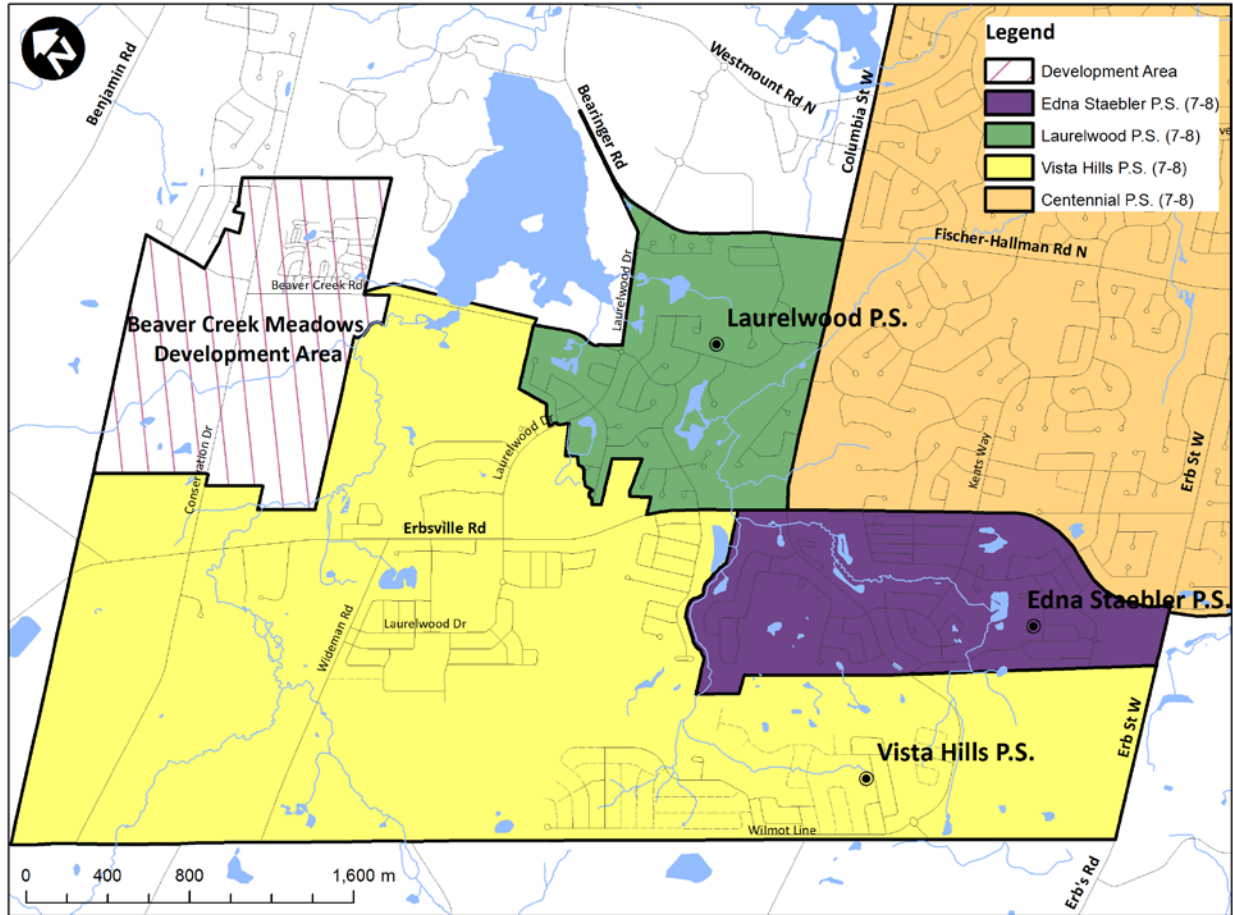 N
Benjamin Rd
Bearinger Rd
Westmount Rd N
Columbia St W
Legend
Development Area
Edna Staebler P.S. (7-8)
Laurelwood P.S. (7-8)
Vista Hills P.S. (7-8)
Centennial P.S. (7-8)
Fischer-Hallman Rd N
Laurelwood Dr
Beaver Creek Rd
Beaver Creek Meadows
Development Area
Laurelwood P.S.
Conservation Dr
Laurelwood Dr
Keats Way
Erb St W
Erbsville Rd
Wideman Rd
Laurelwood Dr
Edna Staebler P.S.
Erb St W
Vista Hills P.S.
Wilmot Line
Erb's Rd
0 400 800 1,600 m